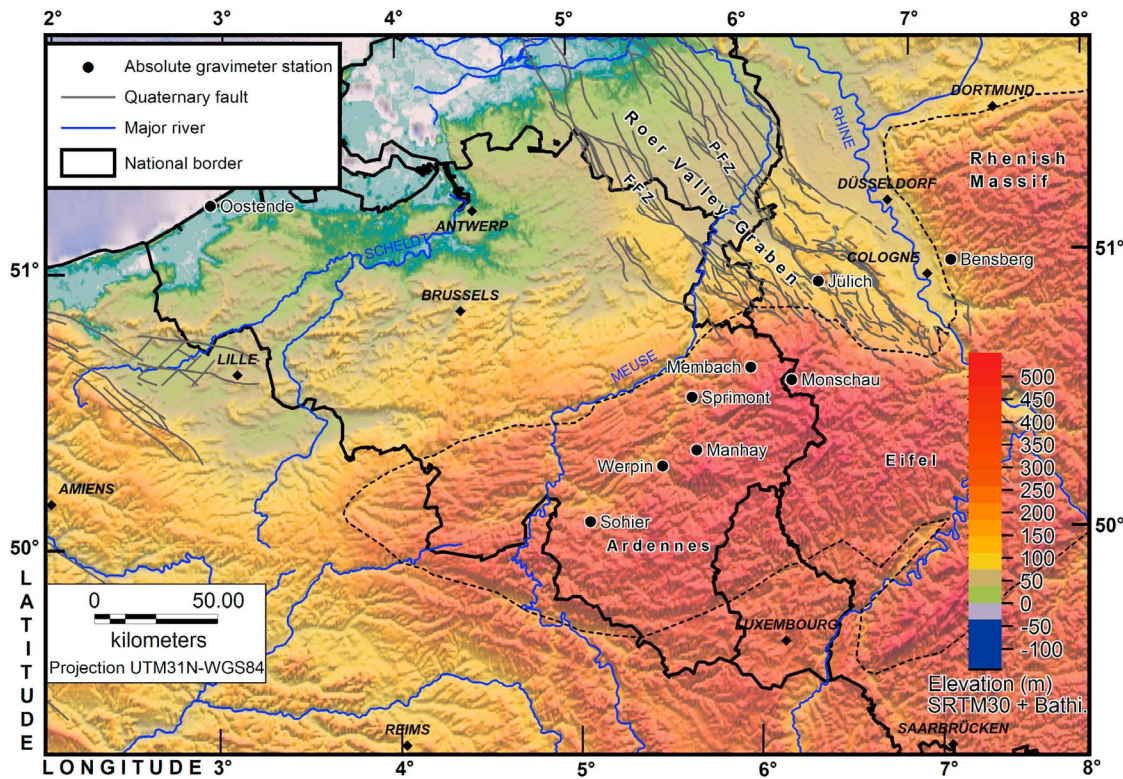 2° 3° 4° 5° 6° 7° 8°
Absolute gravimeter station
Quaternary fault
Major river
National border
DORTMUND
RHINE
Roer Valley Graben
PFZ
FFZ
Rhenish
Massif
DÜSSELDORF
Oostende
ANTWERP
SCHELDT
51°
51°
COLOGNE
Bensberg
Jülich
BRUSSELS
LILLE
MEUSE
Membach
Monschau
Sprimont
Manhay
Werpin
Eifel
AMIENS
Sohier
Ardennes
50°
50°
LUXEMBOURG
REIMS
SAARBRÜCKEN
500
450
400
350
300
250
200
150
100
50
0
-50
-100
Elevation (m)
SRTM30 + Bathi.
0 50.00
kilometers
Projection UTM31N-WGS84
LATITUDE
LONGITUDE
3° 4° 5° 6° 7° 8°